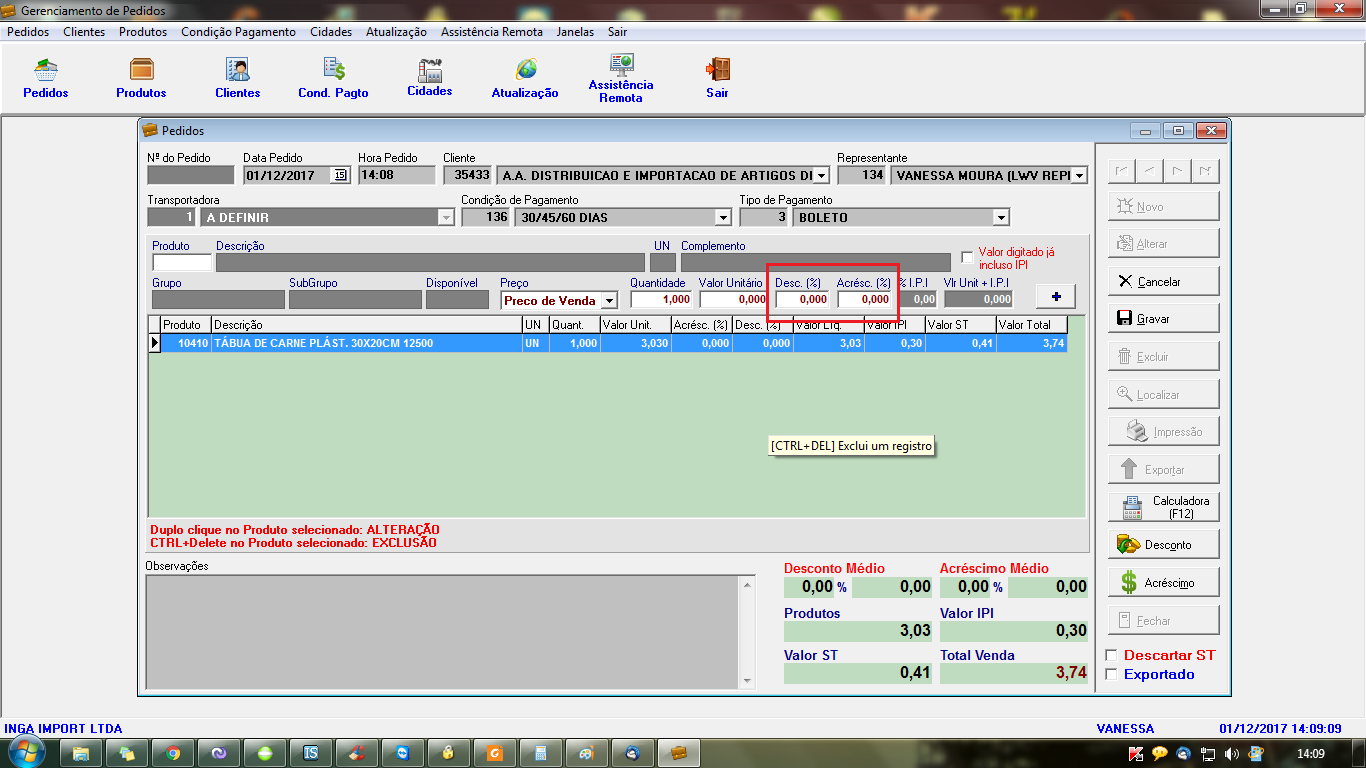 Gerenciamento de Pedidos
Pedidos Clientes Produtos Condição Pagamento Cidades Atualização Assistência Remota Janelas Sair
Pedidos Produtos Clientes Cond. Pagto Cidades Atualização Assistência Remota Sair
Pedidos
Nº do Pedido Data Pedido Hora Pedido Cliente Representante
01/12/2017 15 14:08 35433 A.A. DISTRIBUICAO E IMPORTACAO DE ARTIGOS DI 134 VANESSA MOURA (LWV REPI
Transportadora Condição de Pagamento Tipo de Pagamento
1 A DEFINIR 136 30/45/60 DIAS 3 BOLETO
Produto Descrição UN Complemento
Valor digitado já
incluso IPI
Grupo SubGrupo Disponível Preço Quantidade Valor Unitário Desc. (%) Acrésc. (%) % I.P.I Vlr Unit + I.P.I
Preco de Venda 1,000 0,000 0,000 0,000 0,00 0,000 +
Produto Descrição UN Quant. Valor Unit. Acrésc. (%) Desc. (%) Valor Líq. Valor IPI Valor ST Valor Total
10410 TÁBUA DE CARNE PLÁST. 30X20CM 12500 UN 1,000 3,030 0,000 0,000 3,03 0,30 0,41 3,74
[CTRL+DEL] Exclui um registro
Duplo clique no Produto selecionado: ALTERAÇÃO
CTRL+Delete no Produto selecionado: EXCLUSÃO
Observações
Desconto Médio Acréscimo Médio
0,00 % 0,00 0,00 % 0,00
Produtos Valor IPI
3,03 0,30
Valor ST Total Venda
0,41 3,74
Novo
Alterar
Cancelar
Gravar
Excluir
Localizar
Impressão
Exportar
Calculadora
(F12)
Desconto
Acréscimo
Fechar
Descartar ST
Exportado
INGA IMPORT LTDA VANESSA 01/12/2017 14:09:09
14:09